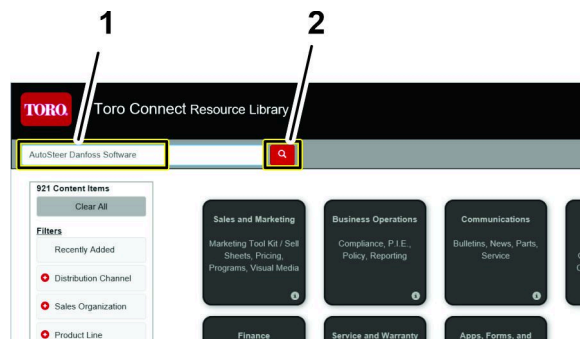 1
2
TORO.
Toro Connect Resource Library
AutoSteer Danfoss Software
921 Content Items
Clear All
Filters
Recently Added
Distribution Channel
Sales Organization
Product Line
Sales and Marketing
Marketing Tool Kit / Sell
Sheets, Pricing,
Programs, Visual Media
Business Operations
Compliance, P.I.E.,
Policy, Reporting
Communications
Bulletins, News, Parts,
Service
Finance
Service and Warranty
Apps, Forms, and